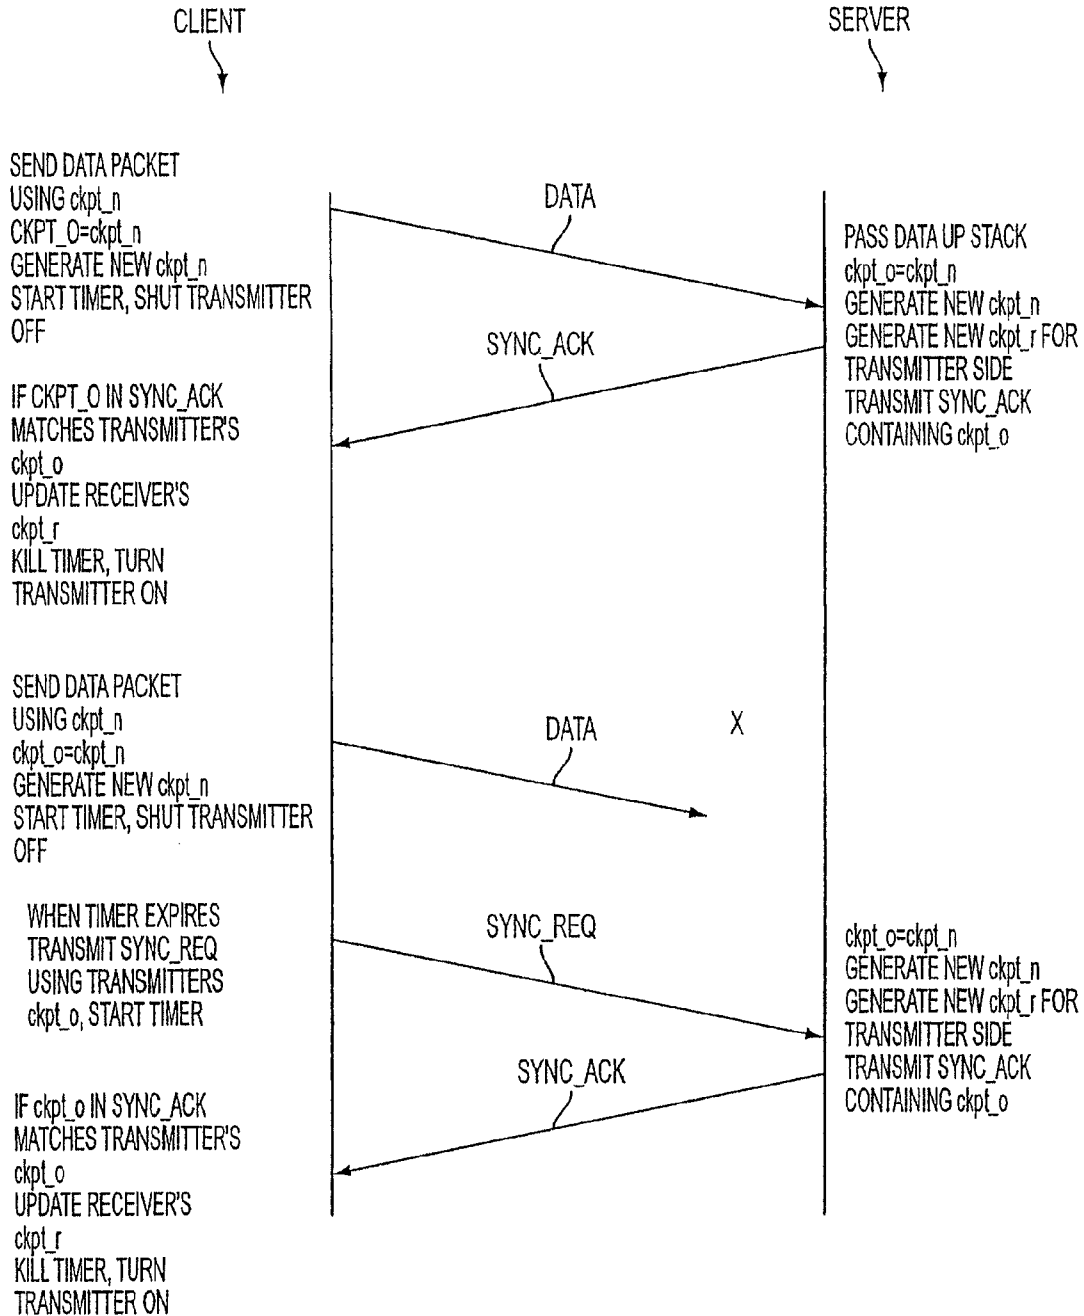 CLIENT
SERVER
SEND DATA PACKET
USING ckpt_n
CKPT_O=ckpt_n
GENERATE NEW ckpt_n
START TIMER, SHUT TRANSMITTER
OFF
DATA
PASS DATA UP STACK
ckpt_o=ckpt_n
GENERATE NEW ckpt_n
GENERATE NEW ckpt_r FOR
TRANSMITTER SIDE
TRANSMIT SYNC_ACK
CONTAINING ckpt_o
SYNC_ACK
IF CKPT_O IN SYNC_ACK
MATCHES TRANSMITTER'S
ckpt_o
UPDATE RECEIVER'S
ckpt_r
KILL TIMER, TURN
TRANSMITTER ON
SEND DATA PACKET
USING ckpt_n
ckpt_o=ckpt_n
GENERATE NEW ckpt_n
START TIMER, SHUT TRANSMITTER
OFF
DATA
X
WHEN TIMER EXPIRES
TRANSMIT SYNC_REQ
USING TRANSMITTERS
ckpt_o, START TIMER
SYNC_REQ
ckpt_o=ckpt_n
GENERATE NEW ckpt_n
GENERATE NEW ckpt_r FOR
TRANSMITTER SIDE
TRANSMIT SYNC_ACK
CONTAINING ckpt_o
SYNC_ACK
IF ckpt_o IN SYNC_ACK
MATCHES TRANSMITTER'S
ckpt_o
UPDATE RECEIVER'S
ckpt_r
KILL TIMER, TURN
TRANSMITTER ON